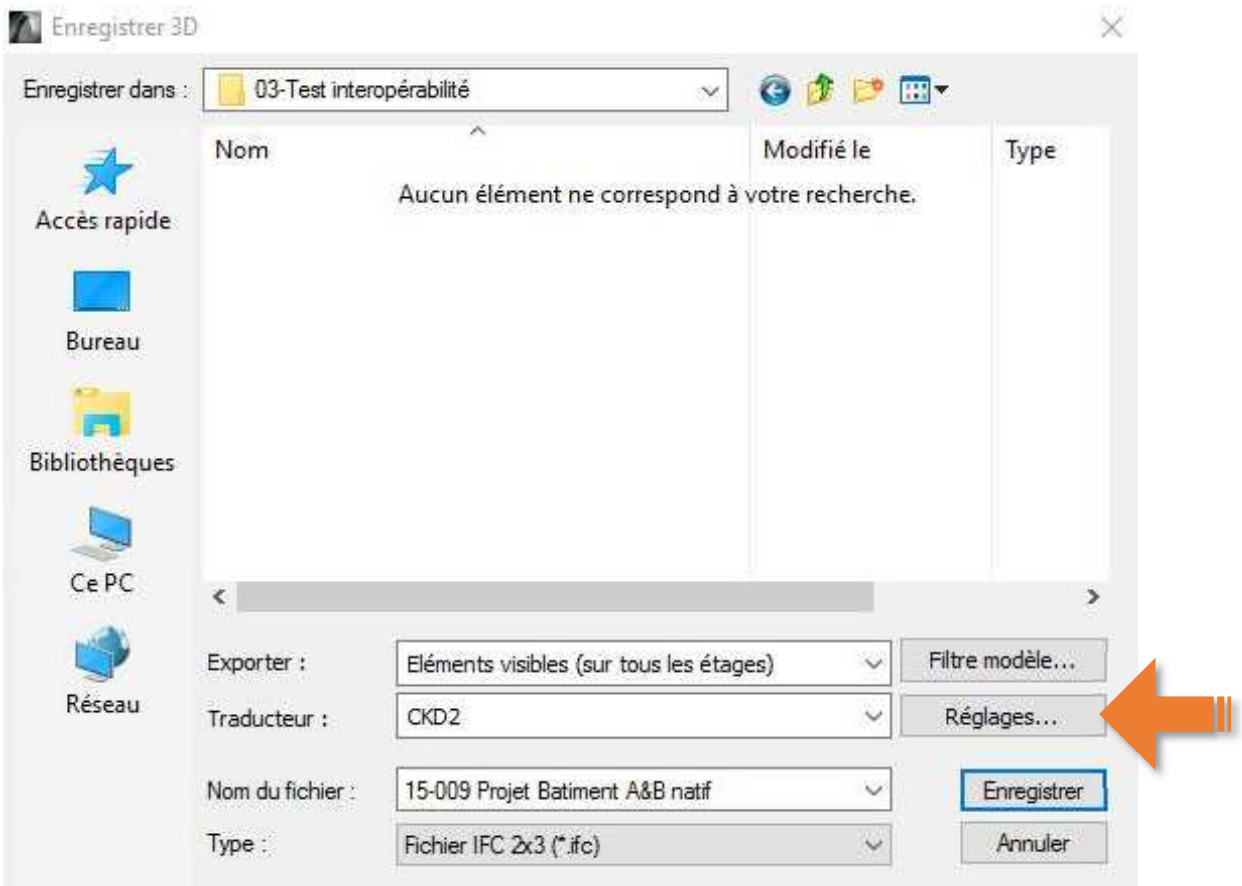 Enregistrer 3D
Enregistrer dans :
03-Test interopérabilité
Nom
Modifié le
Type
Aucun élément ne correspond à votre recherche.
Accès rapide
Bureau
Bibliothèques
Ce PC
Réseau
Exporter :
Eléments visibles (sur tous les étages)
Filtre modèle...
Traducteur :
CKD2
Réglages...
Nom du fichier :
15-009 Projet Batiment A&B natif
Enregistrer
Type :
Fichier IFC 2x3 (*.ifc)
Annuler